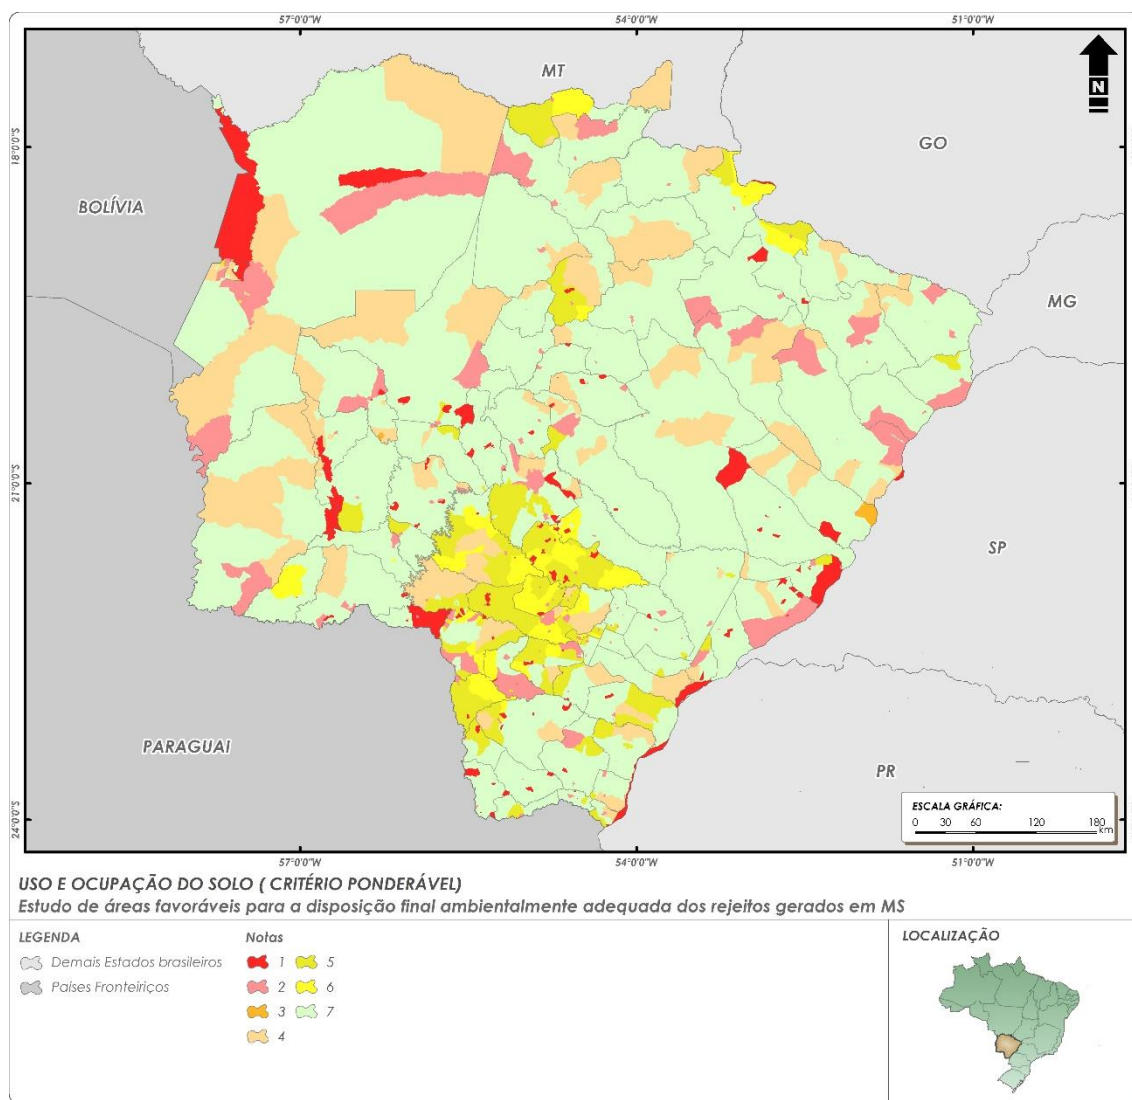 57°0'0"W 54°0'0"W 51°0'0"W
MT
N
18°0'0"S
GO
BOLÍVIA
MG
21°0'0"S
SP
PARAGUAI
PR
ESCALA GRÁFICA:
0 30 60 120 180
km
24°0'0"S
57°0'0"W 54°0'0"W 51°0'0"W
USO E OCUPAÇÃO DO SOLO ( CRITÉRIO PONDERÁVEL)
Estudo de áreas favoráveis para a disposição final ambientalmente adequada dos rejeitos gerados em MS
LEGENDA
Demais Estados brasileiros
Países Fronteiriços
Notas
1 5
2 6
3 7
4
LOCALIZAÇÃO